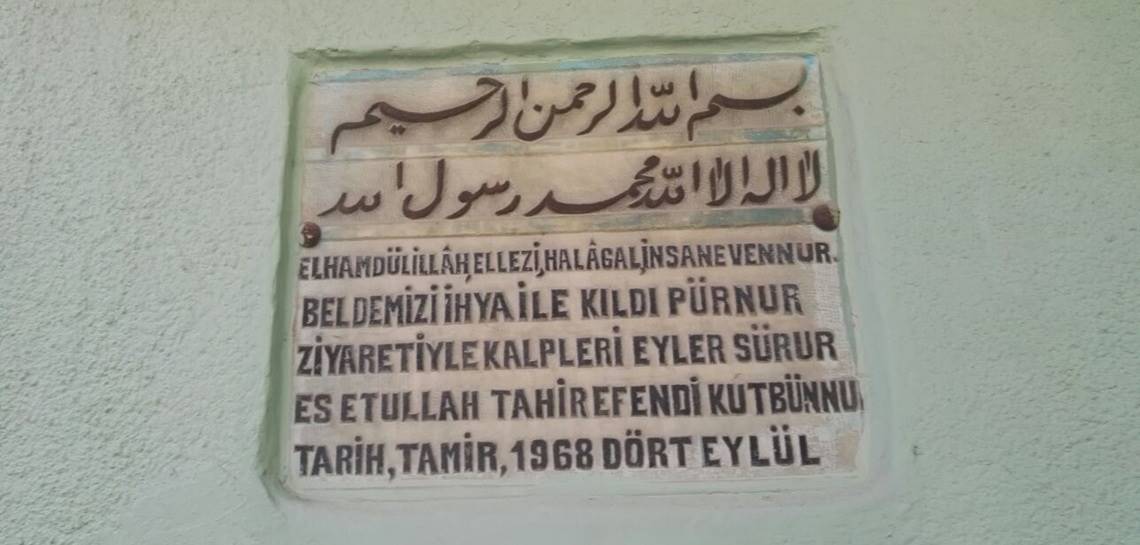 بسم الله الرحمن الرحيم
لا اله الا الله محمد رسول الله
ELHAMDÜLİLLÂH,ELLEZİ,HALÂGAL,İNSANE VENNUR.
BELDEMİZİ İHYA İLE KILDI PÜRNUR
ZİYARETİYLE KALPLERİ EYLER SÜRUR
ES ETULLAH TAHİR EFENDİ KUTBÜNNU
TARİH, TAMİR, 1968 DÖRT EYLÜL